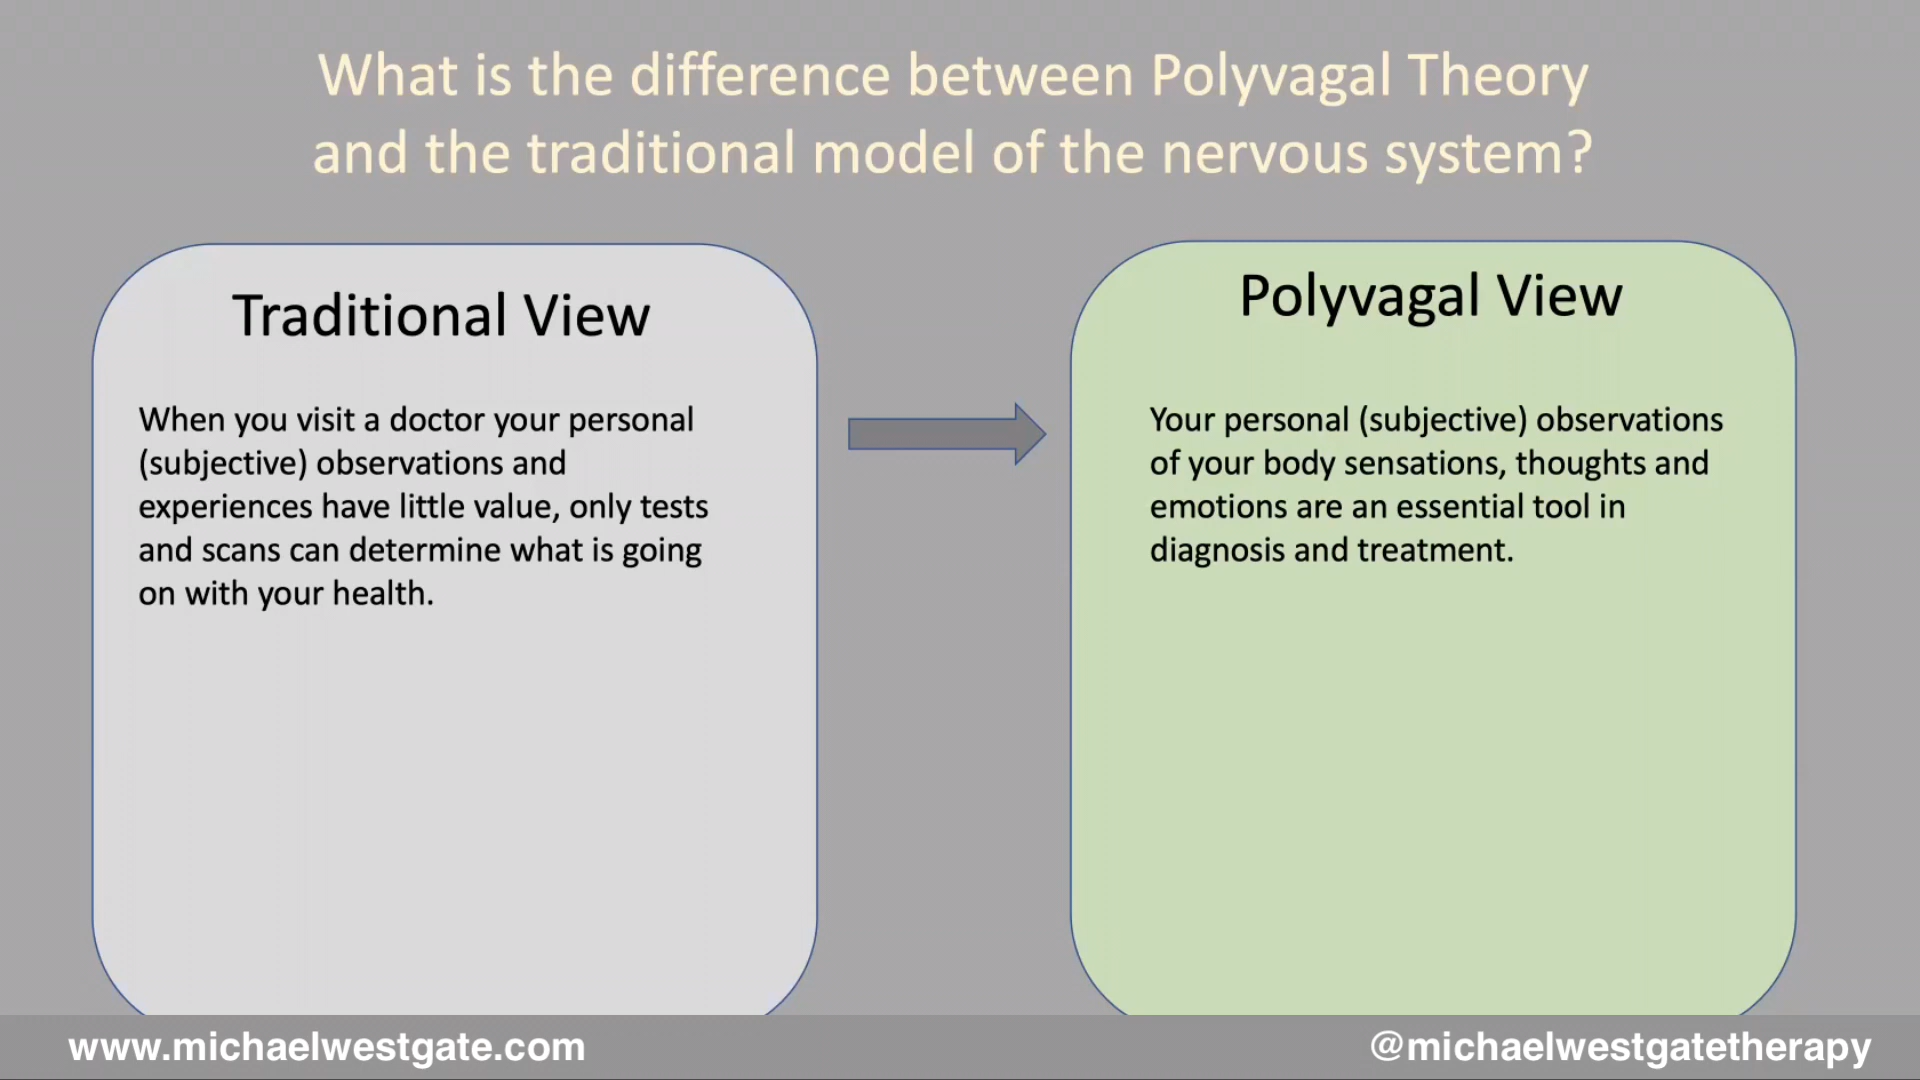 What is the difference between Polyvagal Theory
and the traditional model of the nervous system?
Traditional View
When you visit a doctor your personal
(subjective) observations and
experiences have little value, only tests
and scans can determine what is going
on with your health.
Polyvagal View
Your personal (subjective) observations
of your body sensations, thoughts and
emotions are an essential tool in
diagnosis and treatment.
www.michaelwestgate.com
@michaelwestgatetherapy